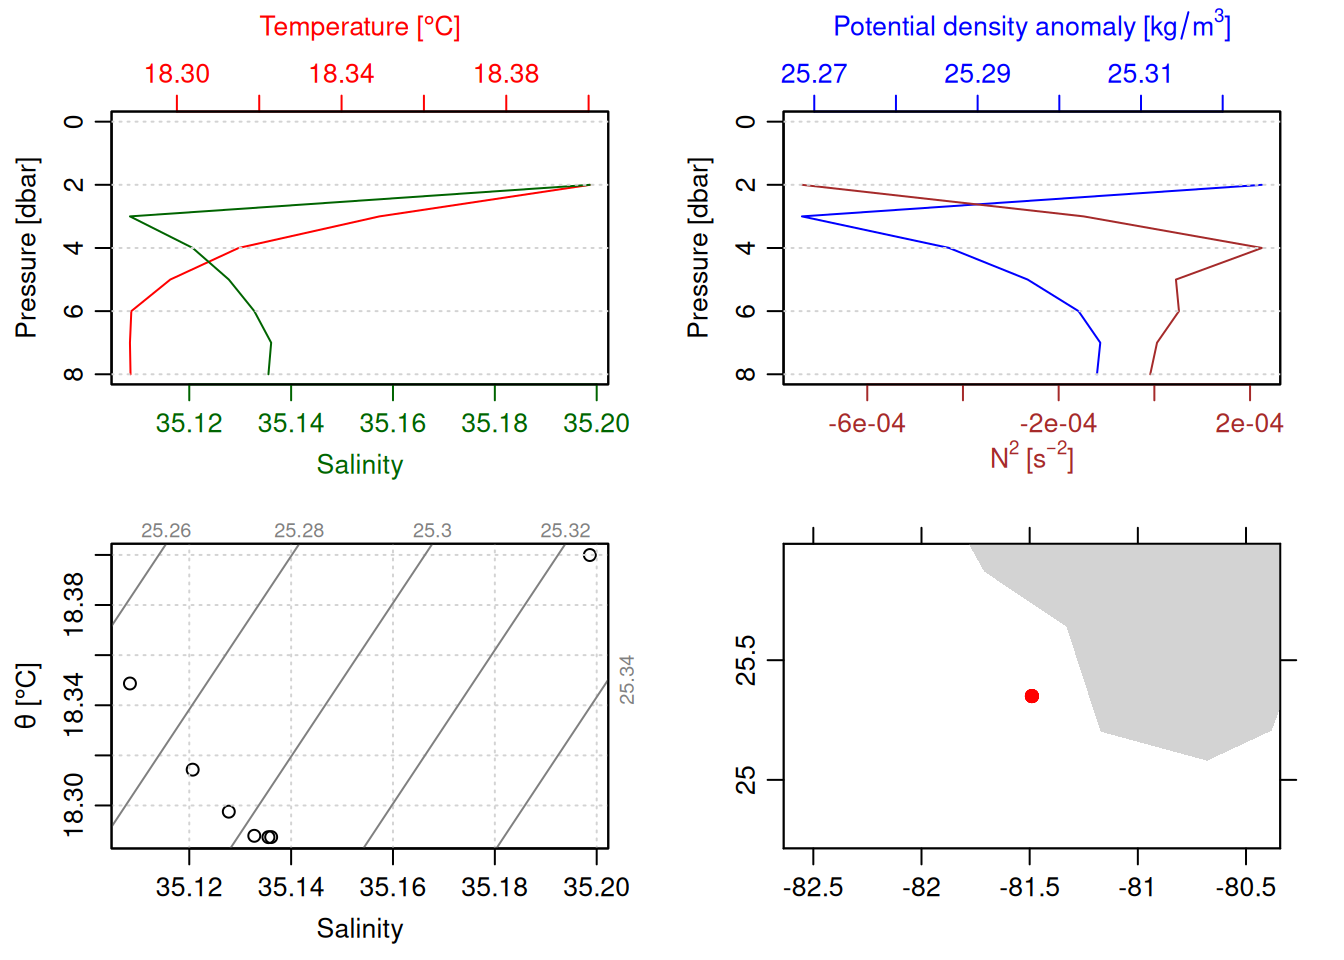 Temperature [°C]
18.30 18.34 18.38
Pressure [dbar]
0
2
4
6
8
35.12 35.14 35.16 35.18 35.20
Salinity
Potential density anomaly [kg/m³]
25.27 25.29 25.31
Pressure [dbar]
0
2
4
6
8
-6e-04 -2e-04 2e-04
N² [s⁻²]
25.26 25.28 25.3 25.32
25.34
θ [°C]
18.38
18.34
18.30
35.12 35.14 35.16 35.18 35.20
Salinity
25.5
25
-82.5 -82 -81.5 -81 -80.5